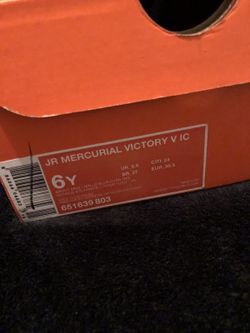 JR MERCURIAL VICTORY V IC
6Y
UK. 5.5
CM. 24
BR. 37
EUR. 38.5
651639 803